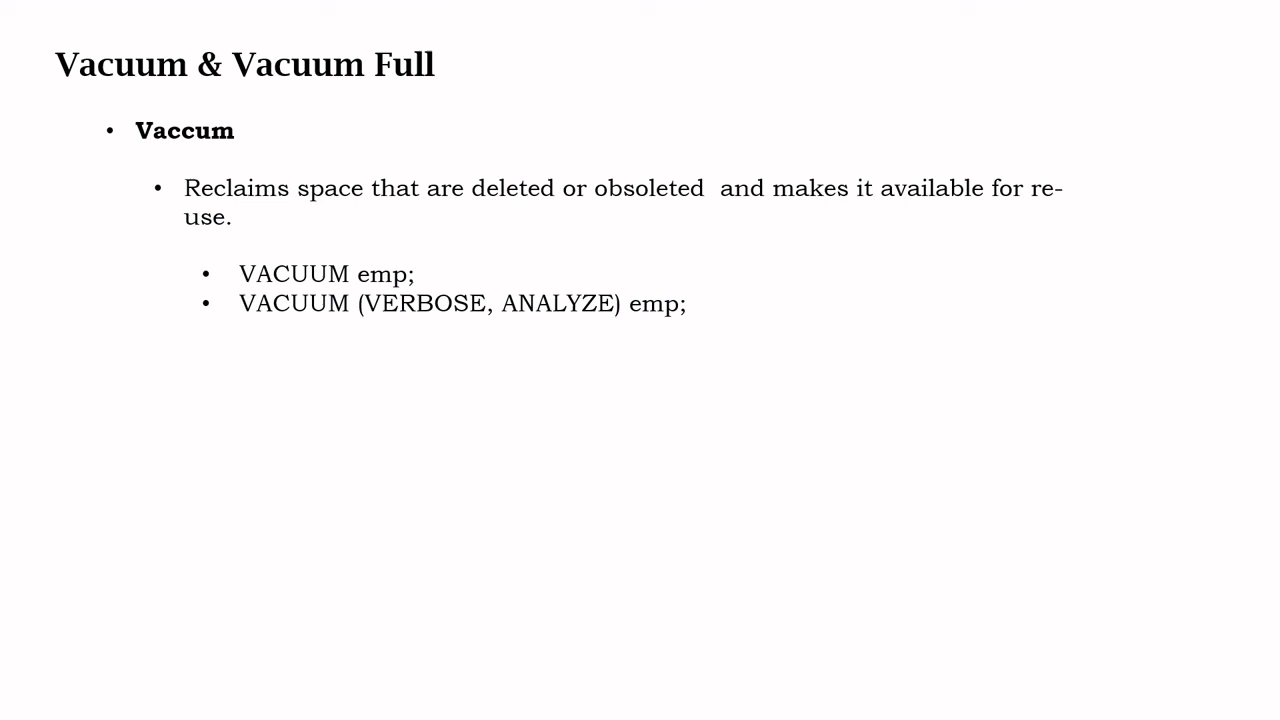 Vacuum & Vacuum Full
• Vaccum
• Reclaims space that are deleted or obsoleted  and makes it available for re-
use.
• VACUUM emp;
• VACUUM (VERBOSE, ANALYZE) emp;